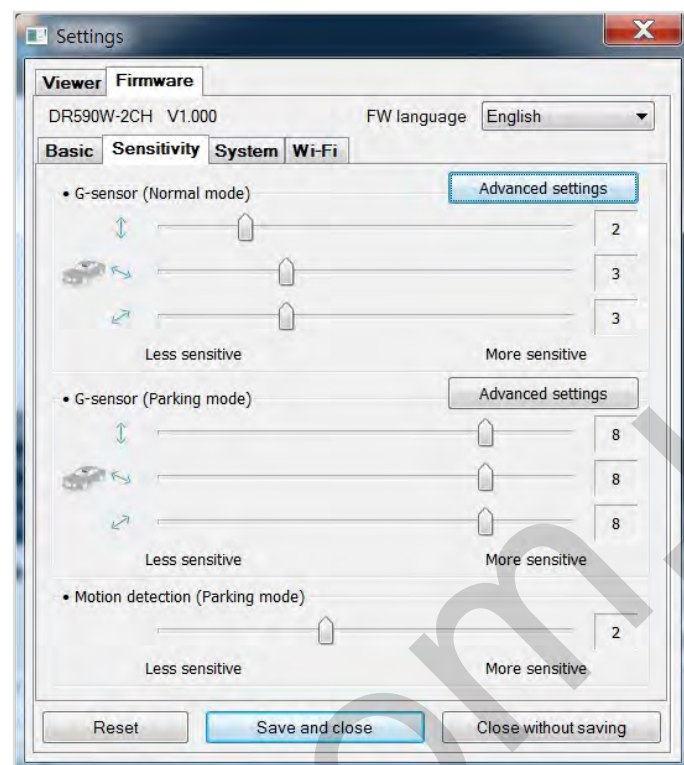 Settings
X
Viewer Firmware
DR590W-2CH V1.000 FW language English
Basic Sensitivity System Wi-Fi
• G-sensor (Normal mode) Advanced settings
2
3
3
Less sensitive More sensitive
• G-sensor (Parking mode) Advanced settings
8
8
8
Less sensitive More sensitive
• Motion detection (Parking mode)
2
Less sensitive More sensitive
Reset Save and close Close without saving